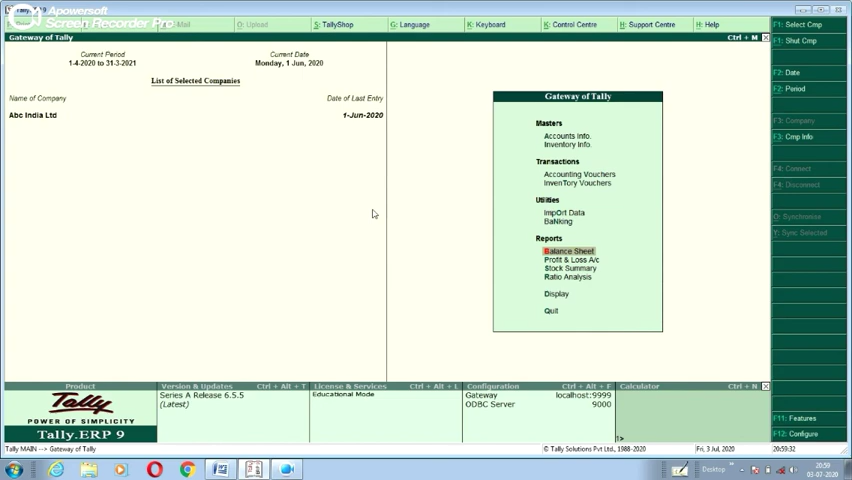 Apowersoft
Screen Recorder Pro
Mail
O: Upload
S: TallyShop
G: Language
K: Keyboard
K: Control Centre
H: Support Centre
H: Help
F1: Select Cmp
Gateway of Tally
Ctrl + M
F1: Shut Cmp
Current Period
1-4-2020 to 31-3-2021
Current Date
Monday, 1 Jun, 2020
F2: Date
F2: Period
List of Selected Companies
Name of Company
Date of Last Entry
Abc India Ltd
1-Jun-2020
F3: Company
F3: Cmp Info
F4: Connect
F4: Disconnect
O: Synchronise
Y: Sync Selected
Gateway of Tally
Masters
Accounts Info.
Inventory Info.
Transactions
Accounting Vouchers
InvenTory Vouchers
Utilities
ImpOrt Data
BaNking
Reports
Balance Sheet
Profit & Loss A/c
Stock Summary
Ratio Analysis
Display
Quit
Product
Version & Updates Ctrl + Alt + T
License & Services Ctrl + Alt + L
Configuration Ctrl + Alt + F
Calculator Ctrl + N
Tally
POWER OF SIMPLICITY
Tally.ERP 9
Series A Release 6.5.5
(Latest)
Educational Mode
Gateway localhost:9999
ODBC Server 9000
1>
F11: Features
F12: Configure
Tally MAIN --> Gateway of Tally
© Tally Solutions Pvt Ltd., 1988-2020
Fri, 3 Jul, 2020
20:59:32
Desktop
20:59
03-07-2020